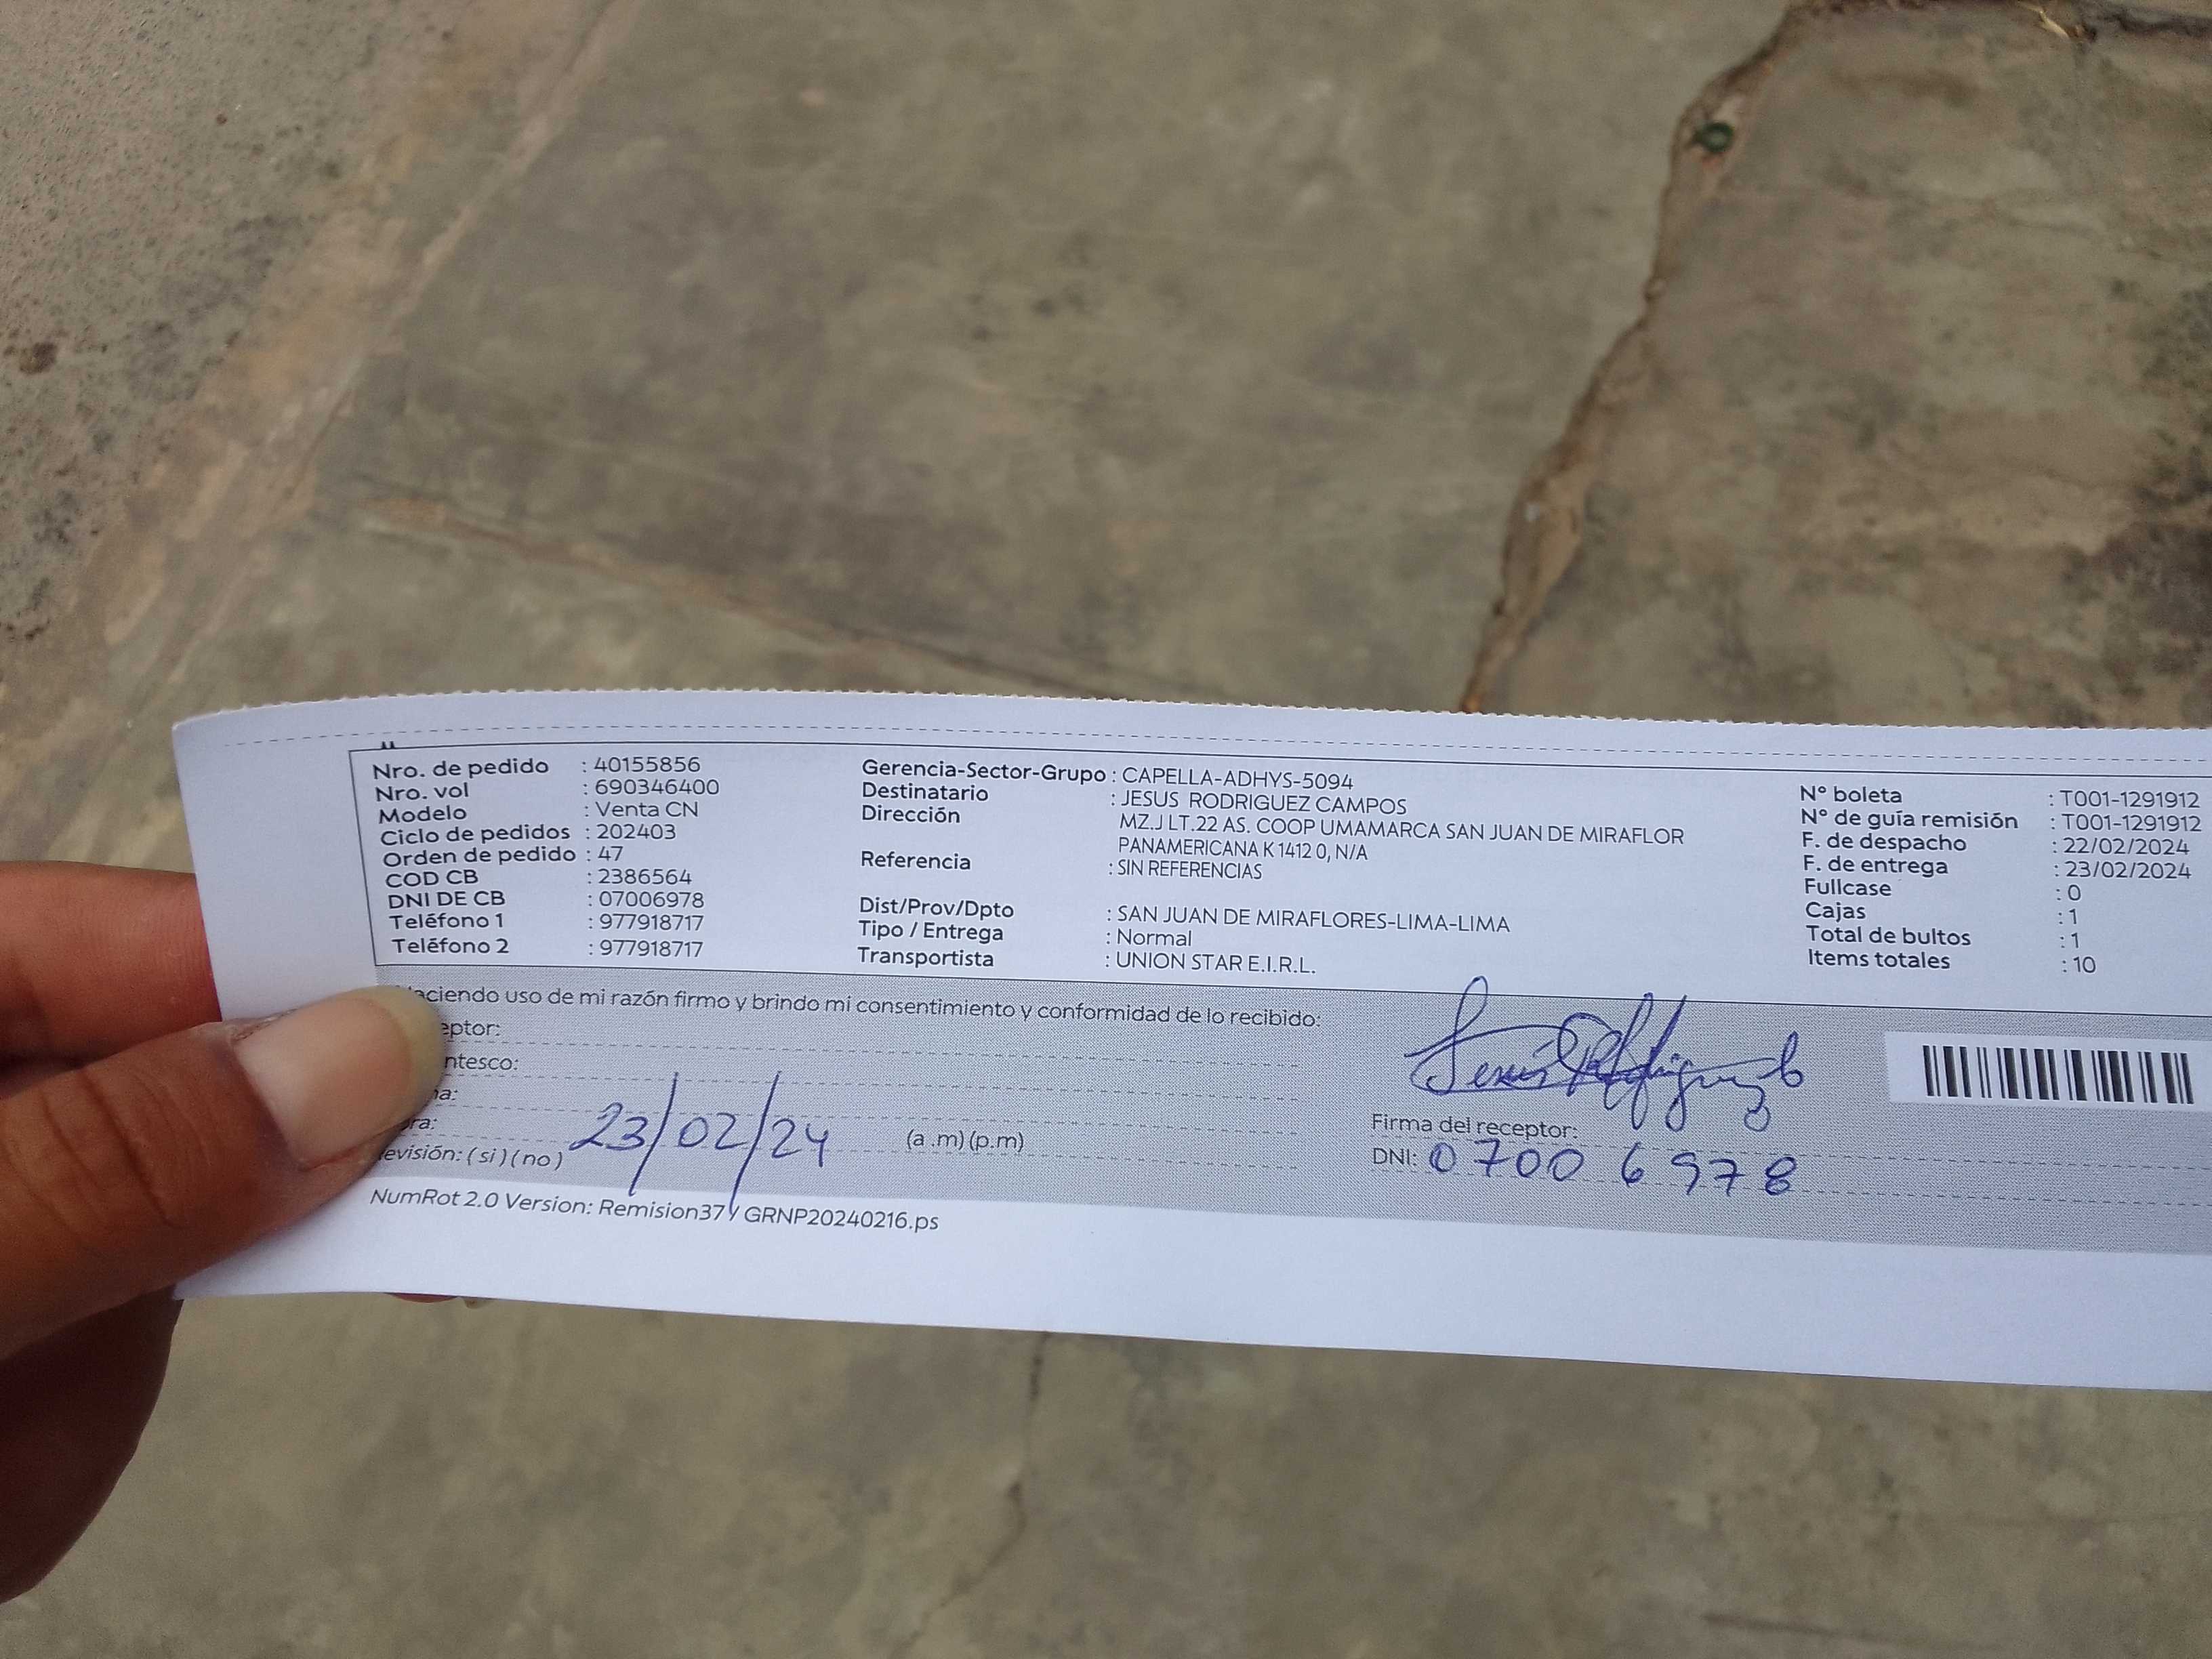 Nro. de pedido : 40155856
Nro. vol : 690346400
Modelo : Venta CN
Ciclo de pedidos : 202403
Orden de pedido : 47
COD CB : 2386564
DNI DE CB : 07006978
Teléfono 1 : 977918717
Teléfono 2 : 977918717
Gerencia-Sector-Grupo : CAPELLA-ADHYS-5094
Destinatario : JESUS RODRIGUEZ CAMPOS
Dirección MZ.J LT.22 AS. COOP UMAMARCA SAN JUAN DE MIRAFLOR
PANAMERICANA K 1412 0, N/A
Referencia : SIN REFERENCIAS
Dist/Prov/Dpto : SAN JUAN DE MIRAFLORES-LIMA-LIMA
Tipo / Entrega : Normal
Transportista : UNION STAR E.I.R.L.
N° boleta : T001-1291912
N° de guía remisión : T001-1291912
F. de despacho : 22/02/2024
F. de entrega : 23/02/2024
Fullcase : 0
Cajas : 1
Total de bultos : 1
Items totales : 10
aciendo uso de mi razón firmo y brindo mi consentimiento y conformidad de lo recibido:
eptor:
ntesco:
a:
ra: 23/02/24 (a .m) (p.m)
evisión: ( si ) ( no )
Jesús Rodriguez C
Firma del receptor:
DNI: 07006978
NumRot 2.0 Version: Remision37 / GRNP20240216.ps